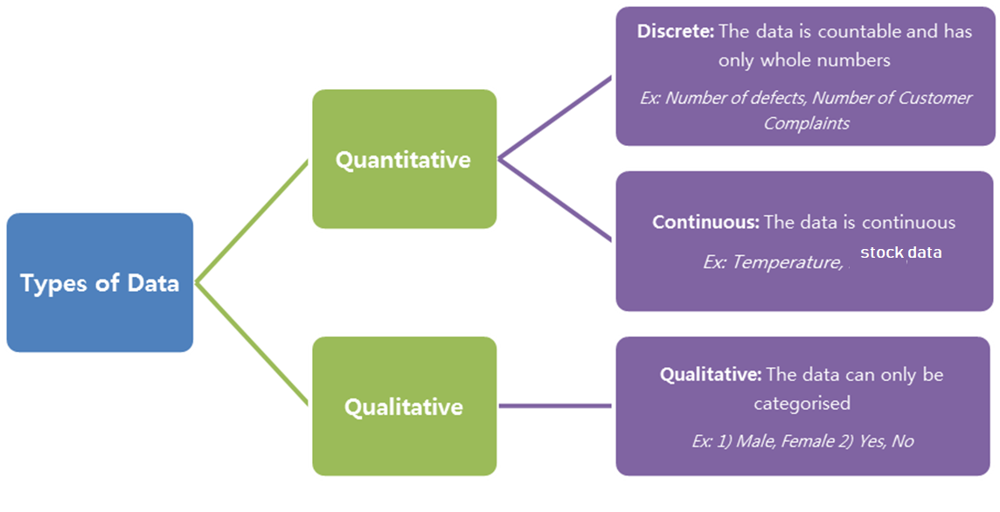 Types of Data
Quantitative
Qualitative
Discrete: The data is countable and has
only whole numbers
Ex: Number of defects, Number of Customer
Complaints
Continuous: The data is continuous
Ex: Temperature, stock data
Qualitative: The data can only be
categorised
Ex: 1) Male, Female 2) Yes, No